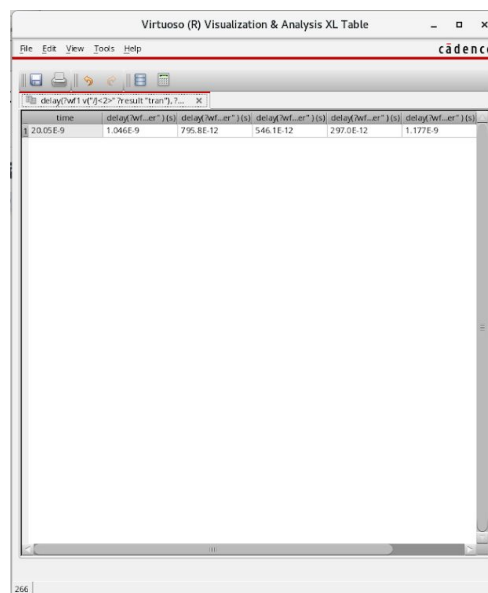 Virtuoso (R) Visualization & Analysis XL Table
File Edit View Tools Help cādence
delay(?wf1 v("/J<2>" ?result "tran"), ?...
time delay(?wf...er" )(s) delay(?wf...er" )(s) delay(?wf...er" )(s) delay(?wf...er" )(s) delay(?wf...er" )(s)
1 20.05E-9 1.046E-9 795.8E-12 546.1E-12 297.0E-12 1.177E-9
266